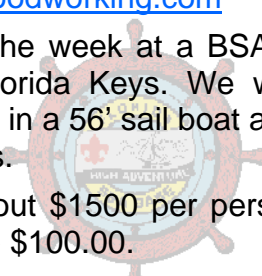 oodworking.com
he week at a BSA
orida Keys. We w
in a 56’ sail boat a
s.
out $1500 per pers
$100.00.
HIGH ADVENTURE